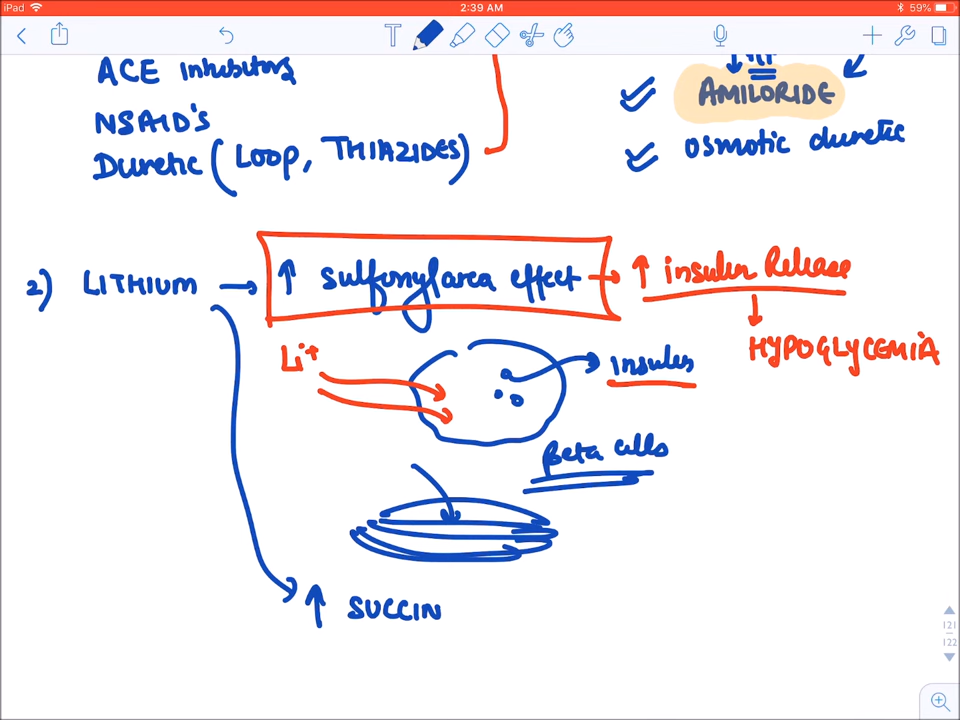 iPad 2:39 AM 59%
T
ACE inhibitors
NSAID's
Duretic (Loop, THIAZIDES)
AMILORIDE
osmotic duretic
2) LITHIUM → ↑ sulfonylarea effect → ↑ insulin Release
↓
HYPOGLYCEMIA
Li+
insulin
Beta cells
↑ SUCCIN
121
122